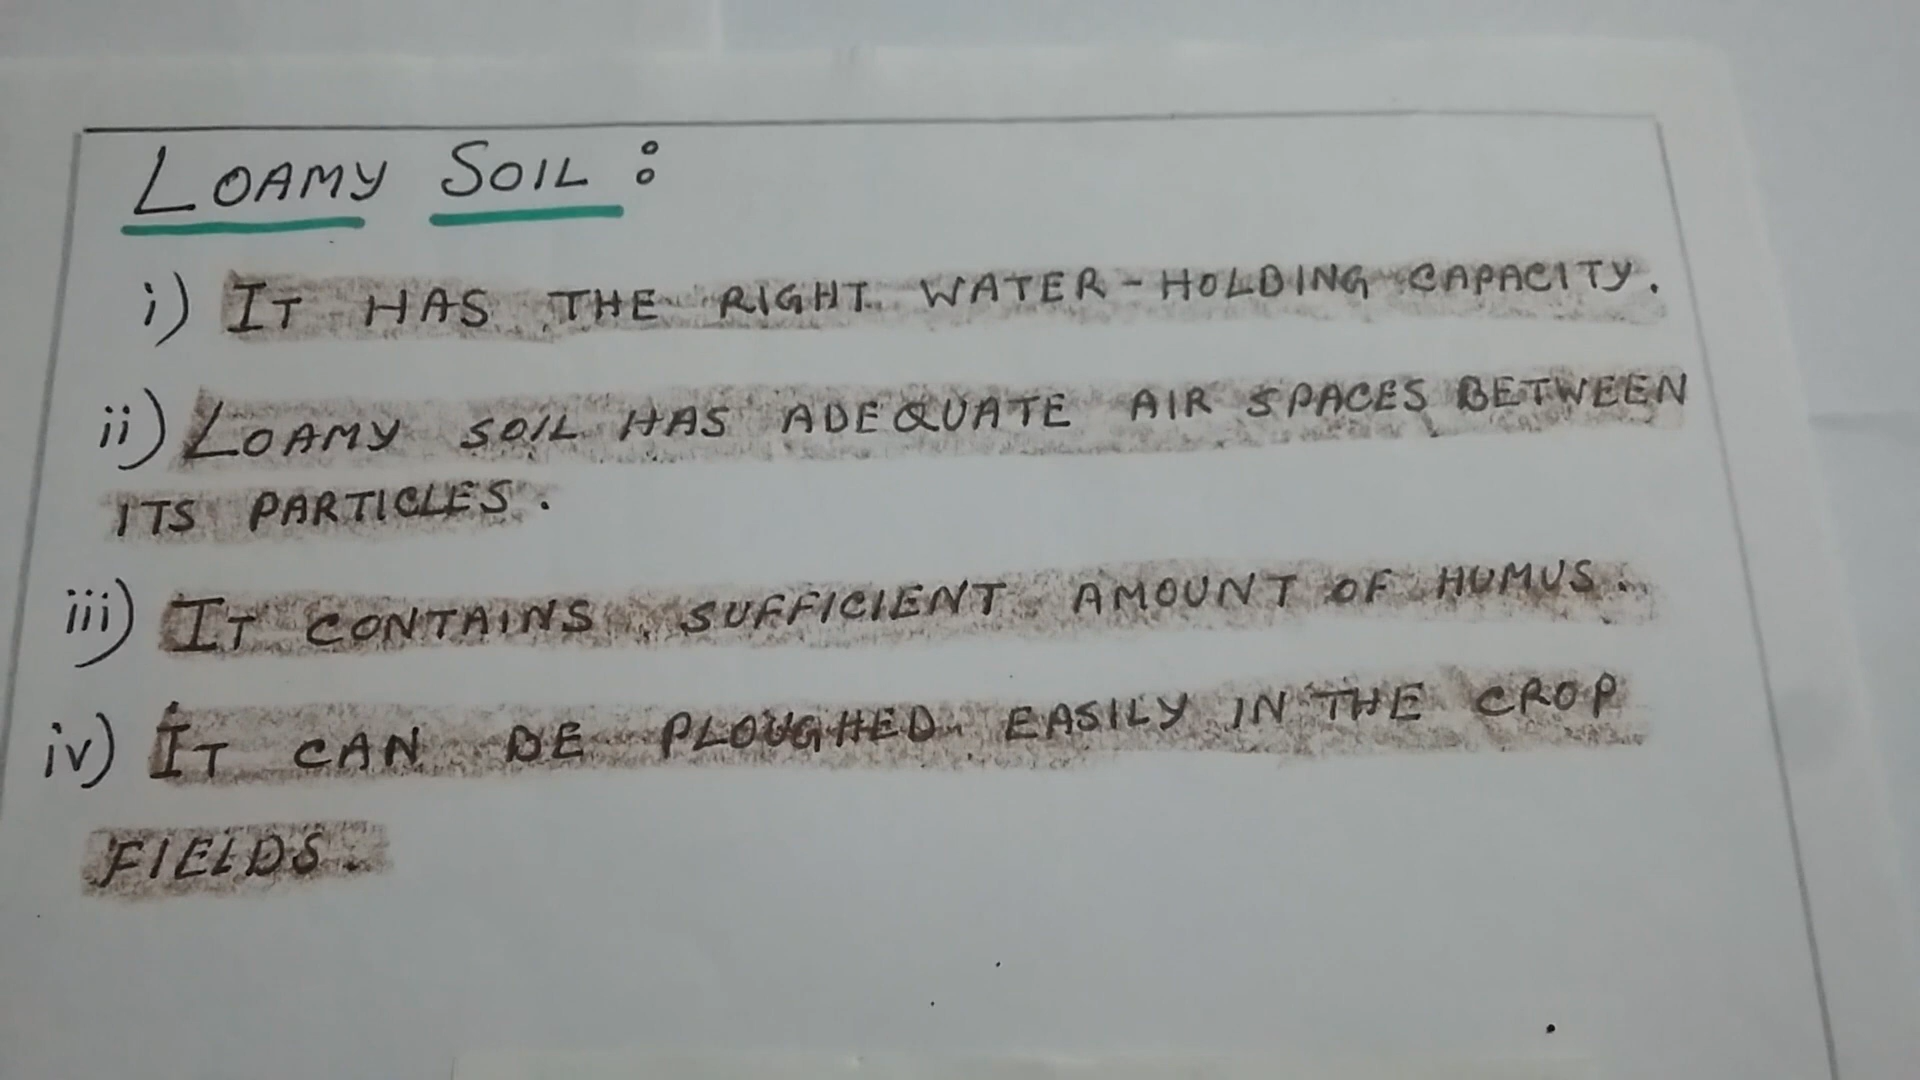 LOAMY SOIL :
i) IT HAS THE RIGHT WATER-HOLDING CAPACITY.
ii) LOAMY SOIL HAS ADEQUATE AIR SPACES BETWEEN
ITS PARTICLES.
iii) IT CONTAINS SUFFICIENT AMOUNT OF HUMUS.
iv) IT CAN BE PLOUGHED EASILY IN THE CROP
FIELDS.